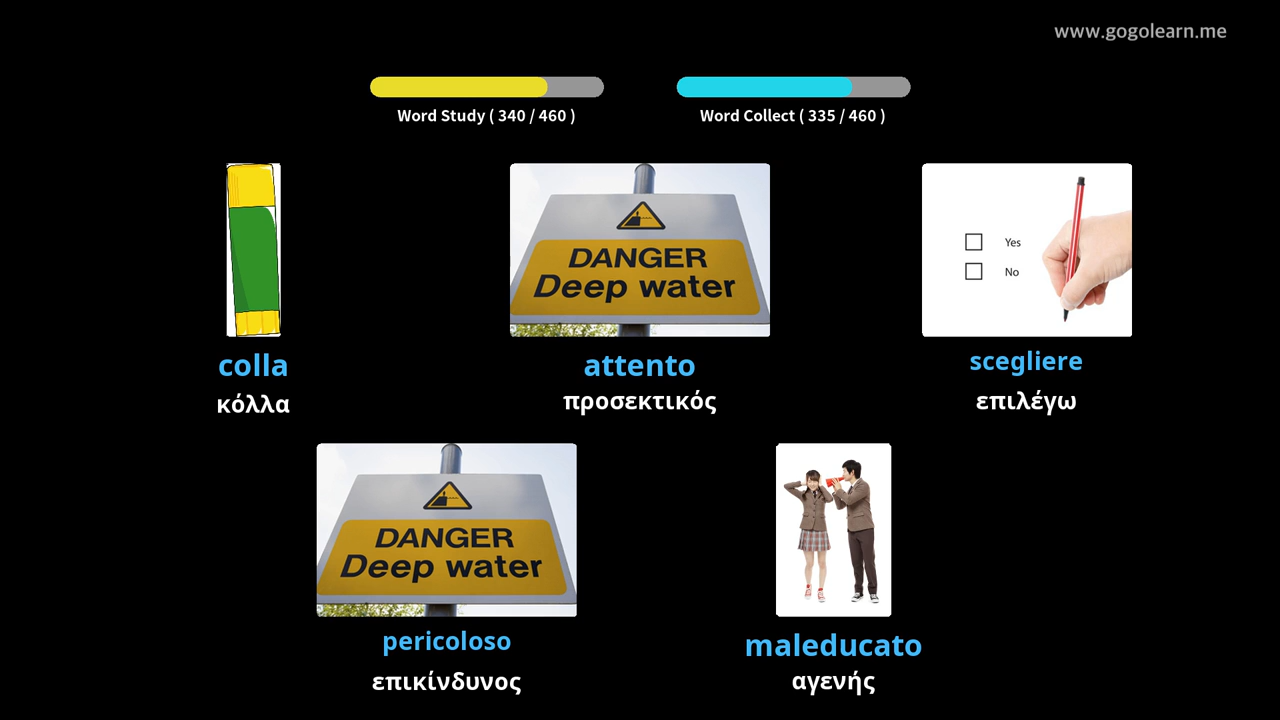 www.gogolearn.me
Word Study ( 340 / 460 )
Word Collect ( 335 / 460 )
DANGER
Deep water
Yes
No
colla
attento
scegliere
κόλλα
προσεκτικός
επιλέγω
DANGER
Deep water
pericoloso
maleducato
επικίνδυνος
αγενής